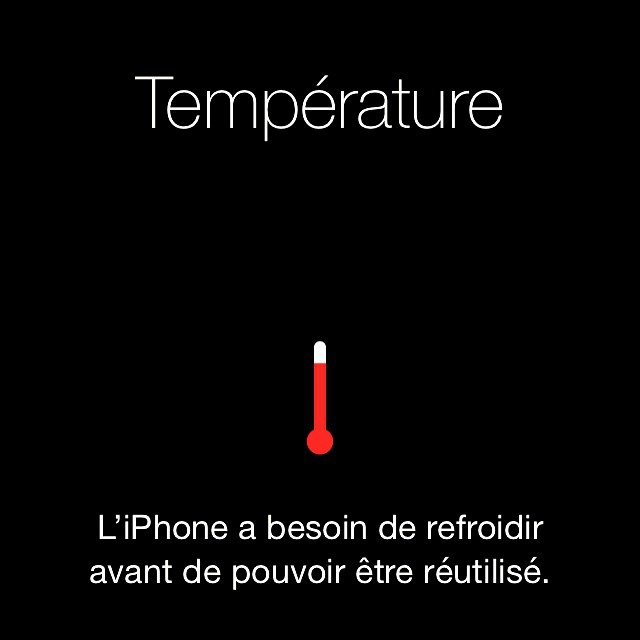 Température
L’iPhone a besoin de refroidir
avant de pouvoir être réutilisé.